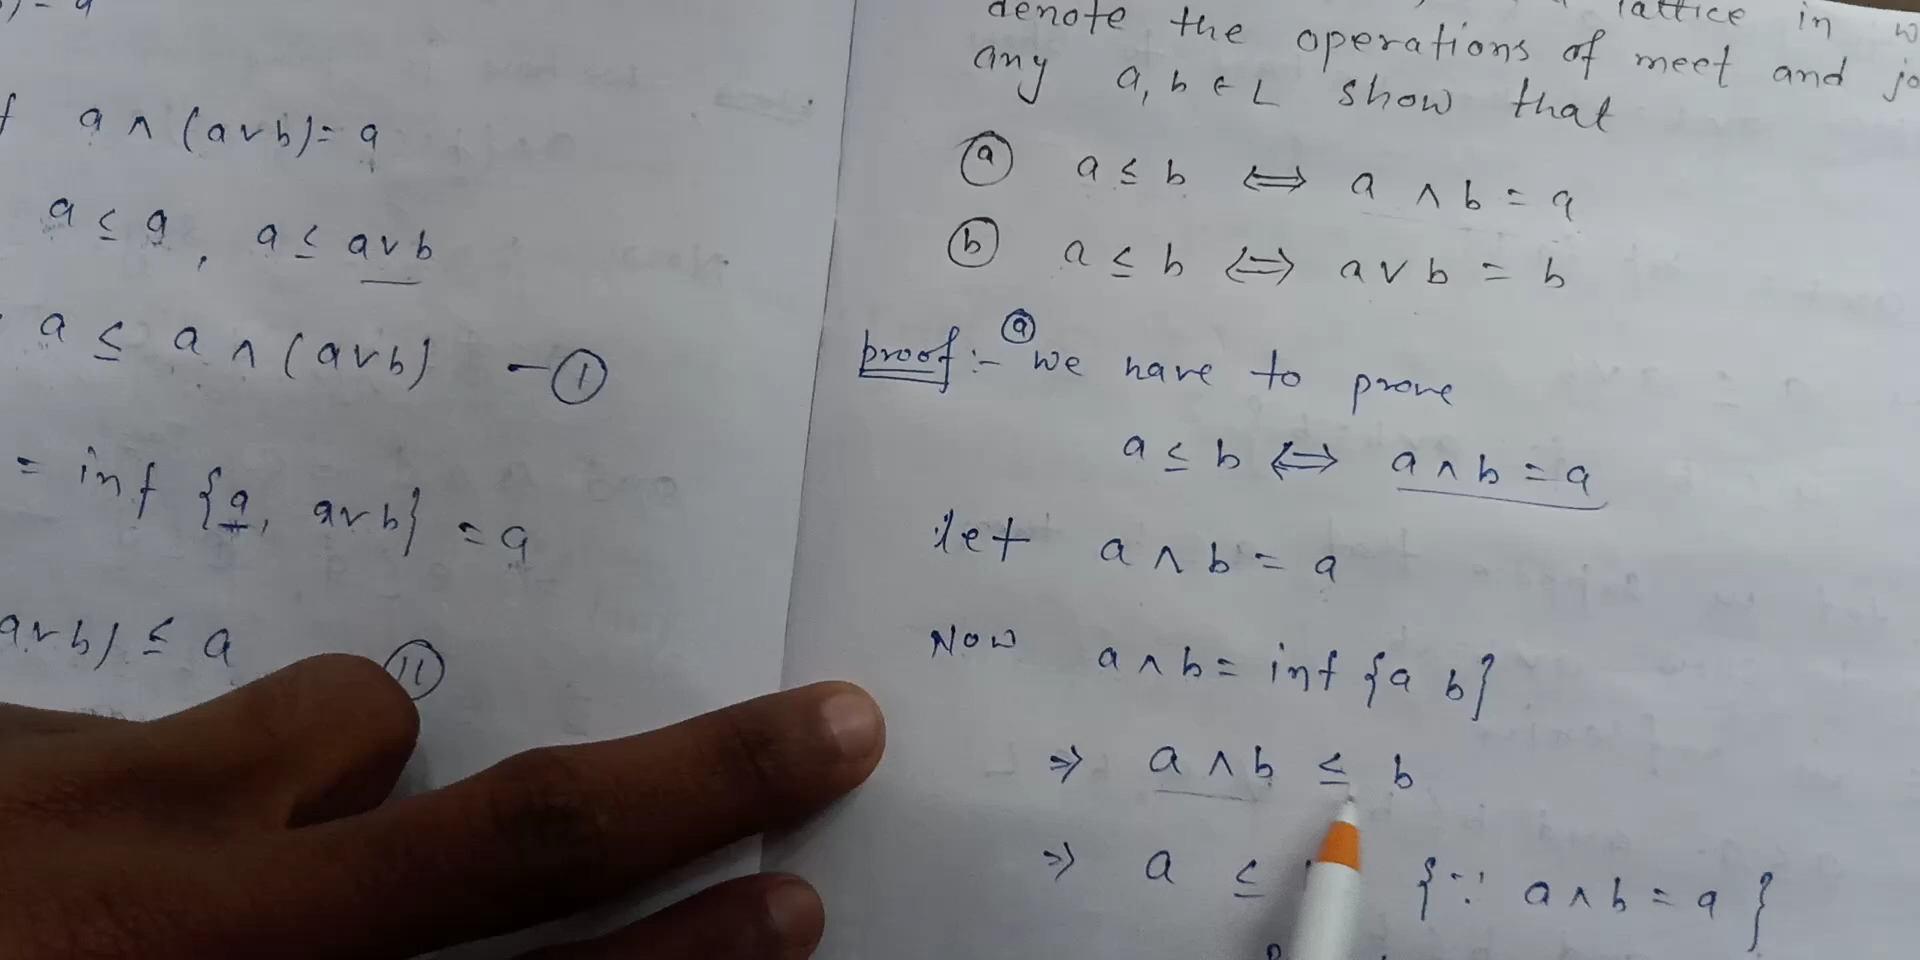 a ∧ (a∨b) = a
a ≤ a, a ≤ a∨b
a ≤ a ∧ (a∨b) — ①
= inf {a, a∨b} = a
a∨b) ≤ a ⑪
lattice in
denote the operations of meet and
any a, b ∈ L show that
ⓐ a ≤ b ⟺ a ∧ b = a
ⓑ a ≤ b ⟺ a ∨ b = b
proof :- ⓐ we have to prove
a ≤ b ⟺ a ∧ b = a
let a ∧ b = a
Now a ∧ b = inf {a b}
⇒ a ∧ b ≤ b
⇒ a ≤ {∵ a ∧ b = a}